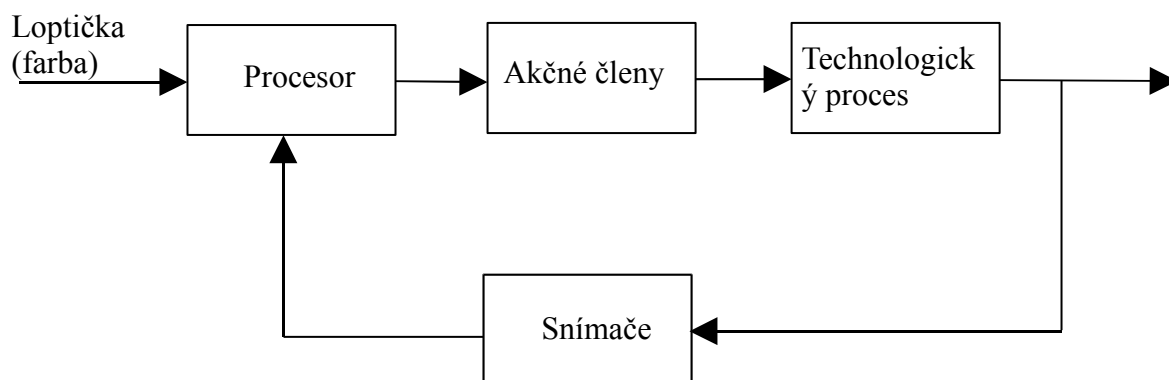 Loptička
(farba)
Procesor
Akčné členy
Technologick
ý proces
Snímače